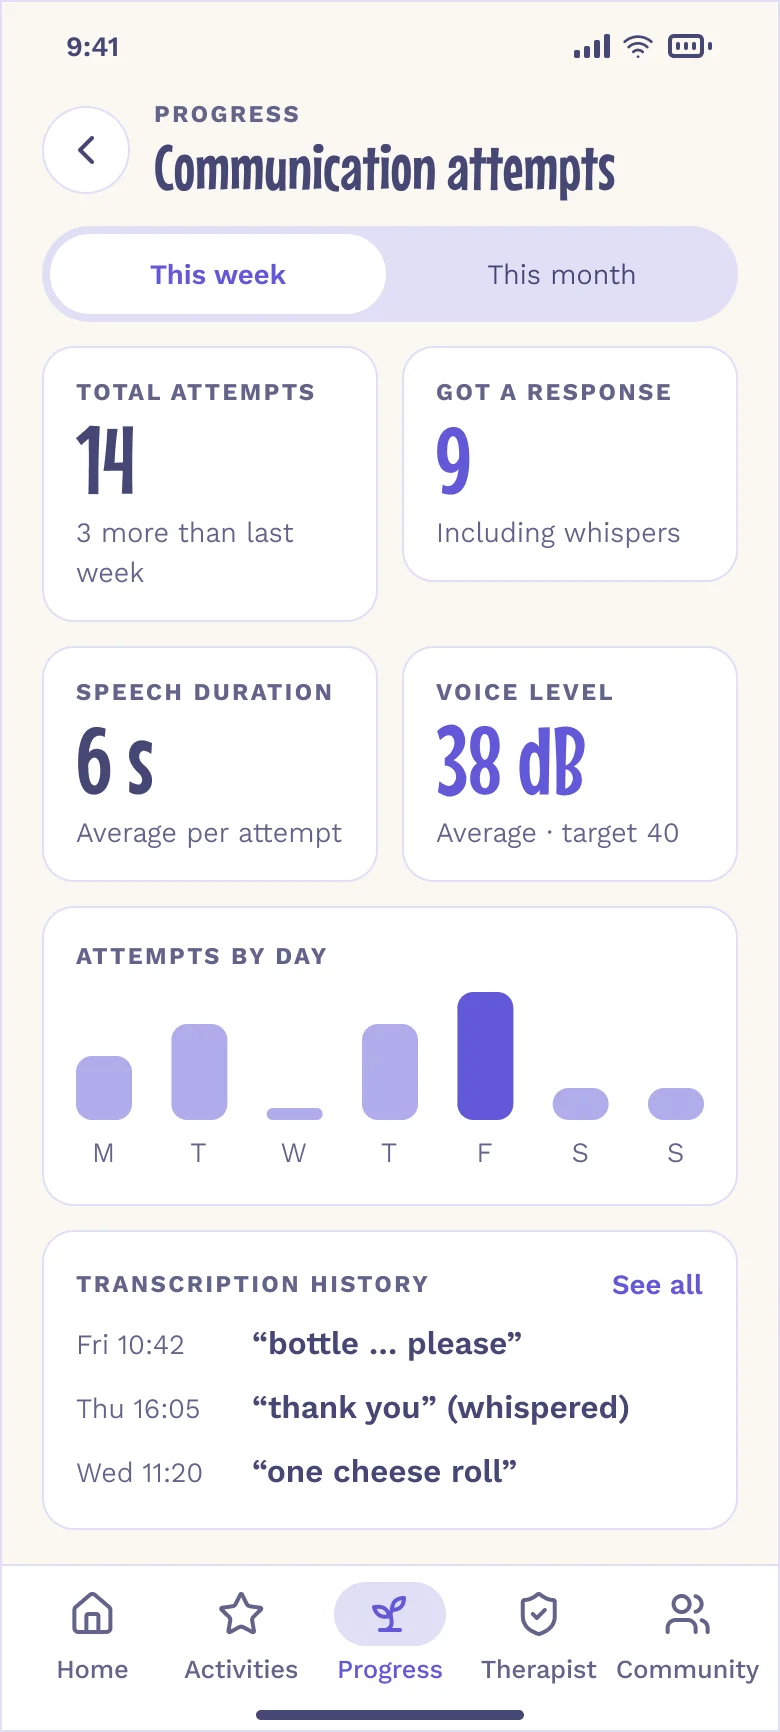 9:41
PROGRESS
Communication attempts
This week
This month
TOTAL ATTEMPTS
14
3 more than last
week
GOT A RESPONSE
9
Including whispers
SPEECH DURATION
6 s
Average per attempt
VOICE LEVEL
38 dB
Average · target 40
ATTEMPTS BY DAY
M T W T F S S
TRANSCRIPTION HISTORY
See all
Fri 10:42 “bottle ... please”
Thu 16:05 “thank you” (whispered)
Wed 11:20 “one cheese roll”
Home
Activities
Progress
Therapist
Community